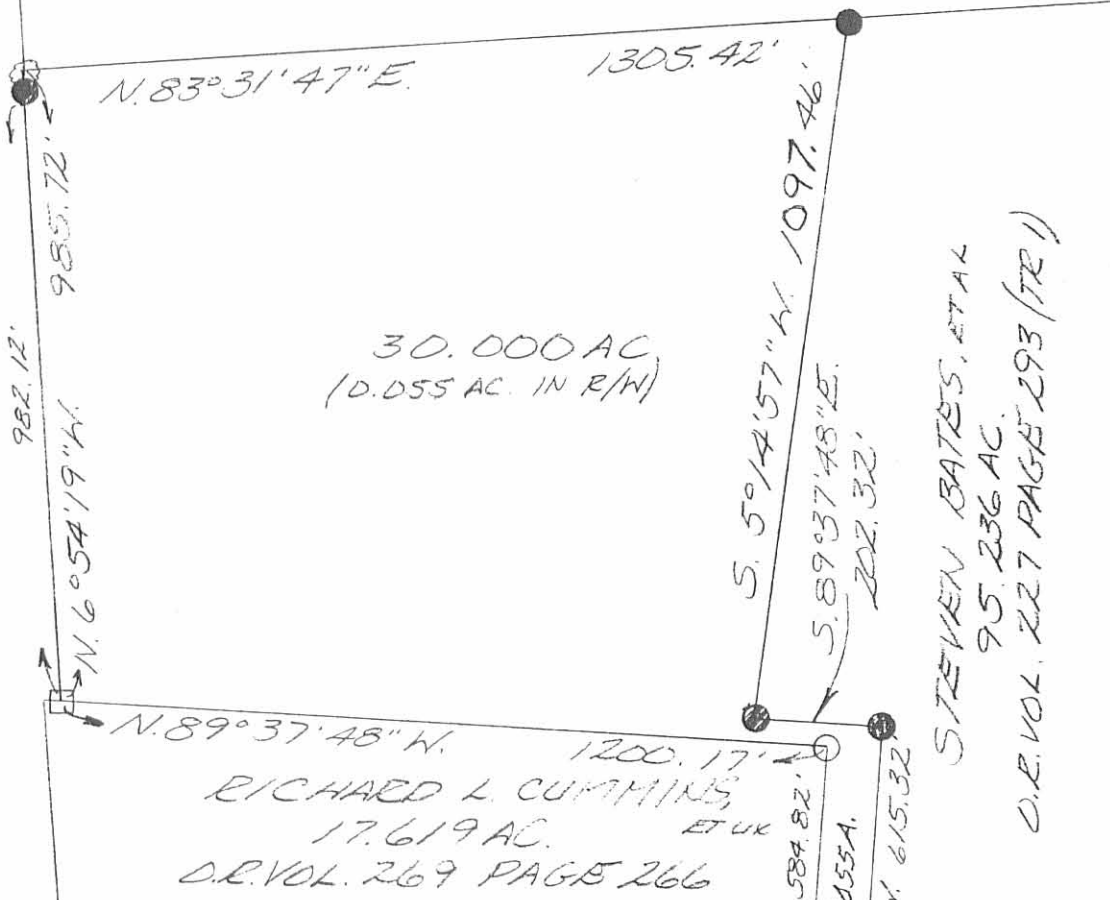 N. 83° 31' 47" E.
1305.42'
985.72'
982.12'
N. 6° 54' 19" W.
30.000 AC.
(0.055 AC. IN R/W)
S. 5° 14' 57" W. 1097.46'
S. 89° 37' 48" E.
202.32'
STEVEN BATES, ET AL
95.236 AC.
O.R. VOL. 227 PAGE 293 (TR 1)
N. 89° 37' 48" W.
1200.17'
RICHARD L. CUMMINS,
ET UX
17.619 AC.
O.R. VOL. 269 PAGE 266
584.82'
055A.
W. 615.32'